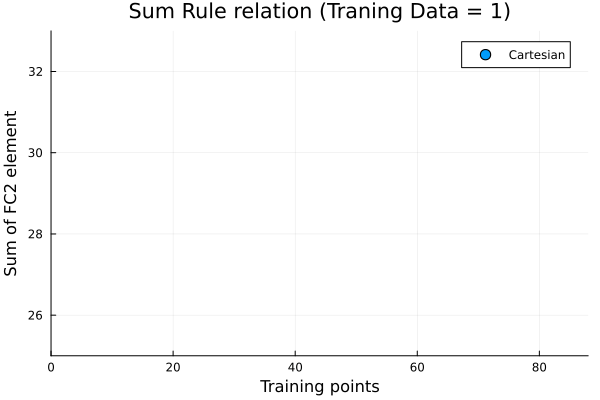 Sum Rule relation (Traning Data = 1)
Cartesian
32
30
28
26
Sum of FC2 element
0 20 40 60 80
Training points